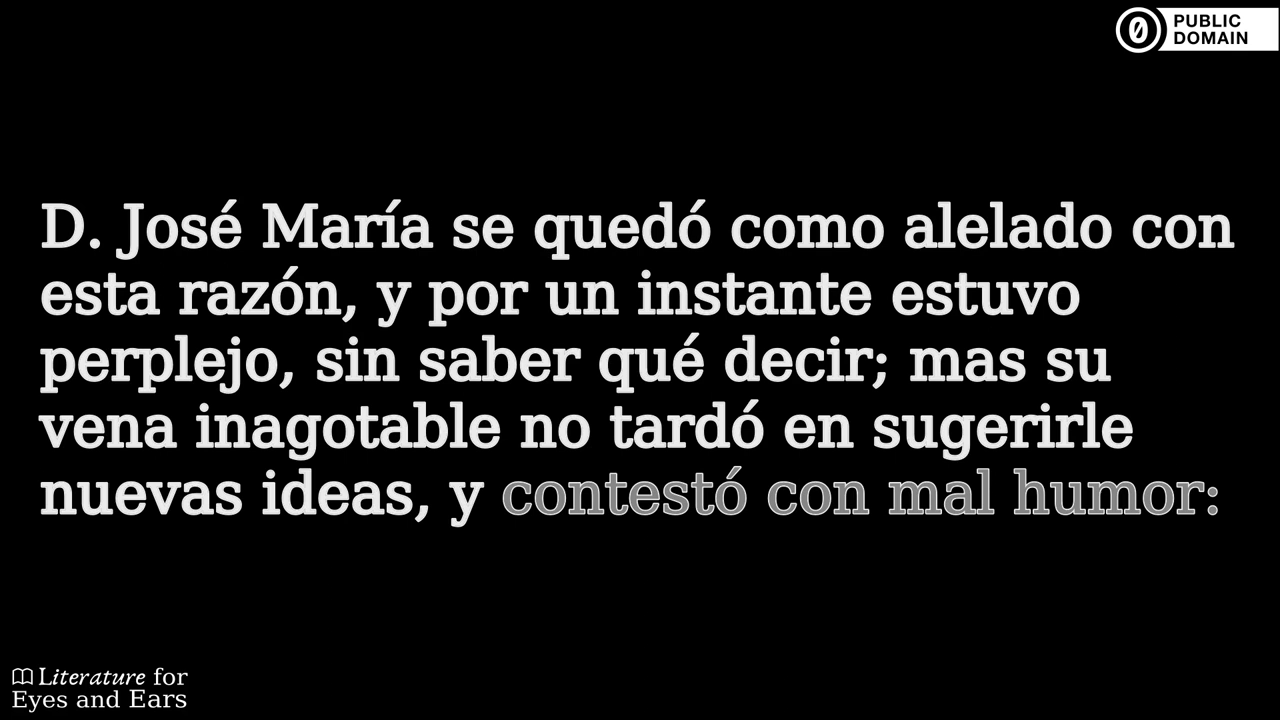 PUBLIC
DOMAIN
D. José María se quedó como alelado con
esta razón, y por un instante estuvo
perplejo, sin saber qué decir; mas su
vena inagotable no tardó en sugerirle
nuevas ideas, y contestó con mal humor:
Literature for
Eyes and Ears